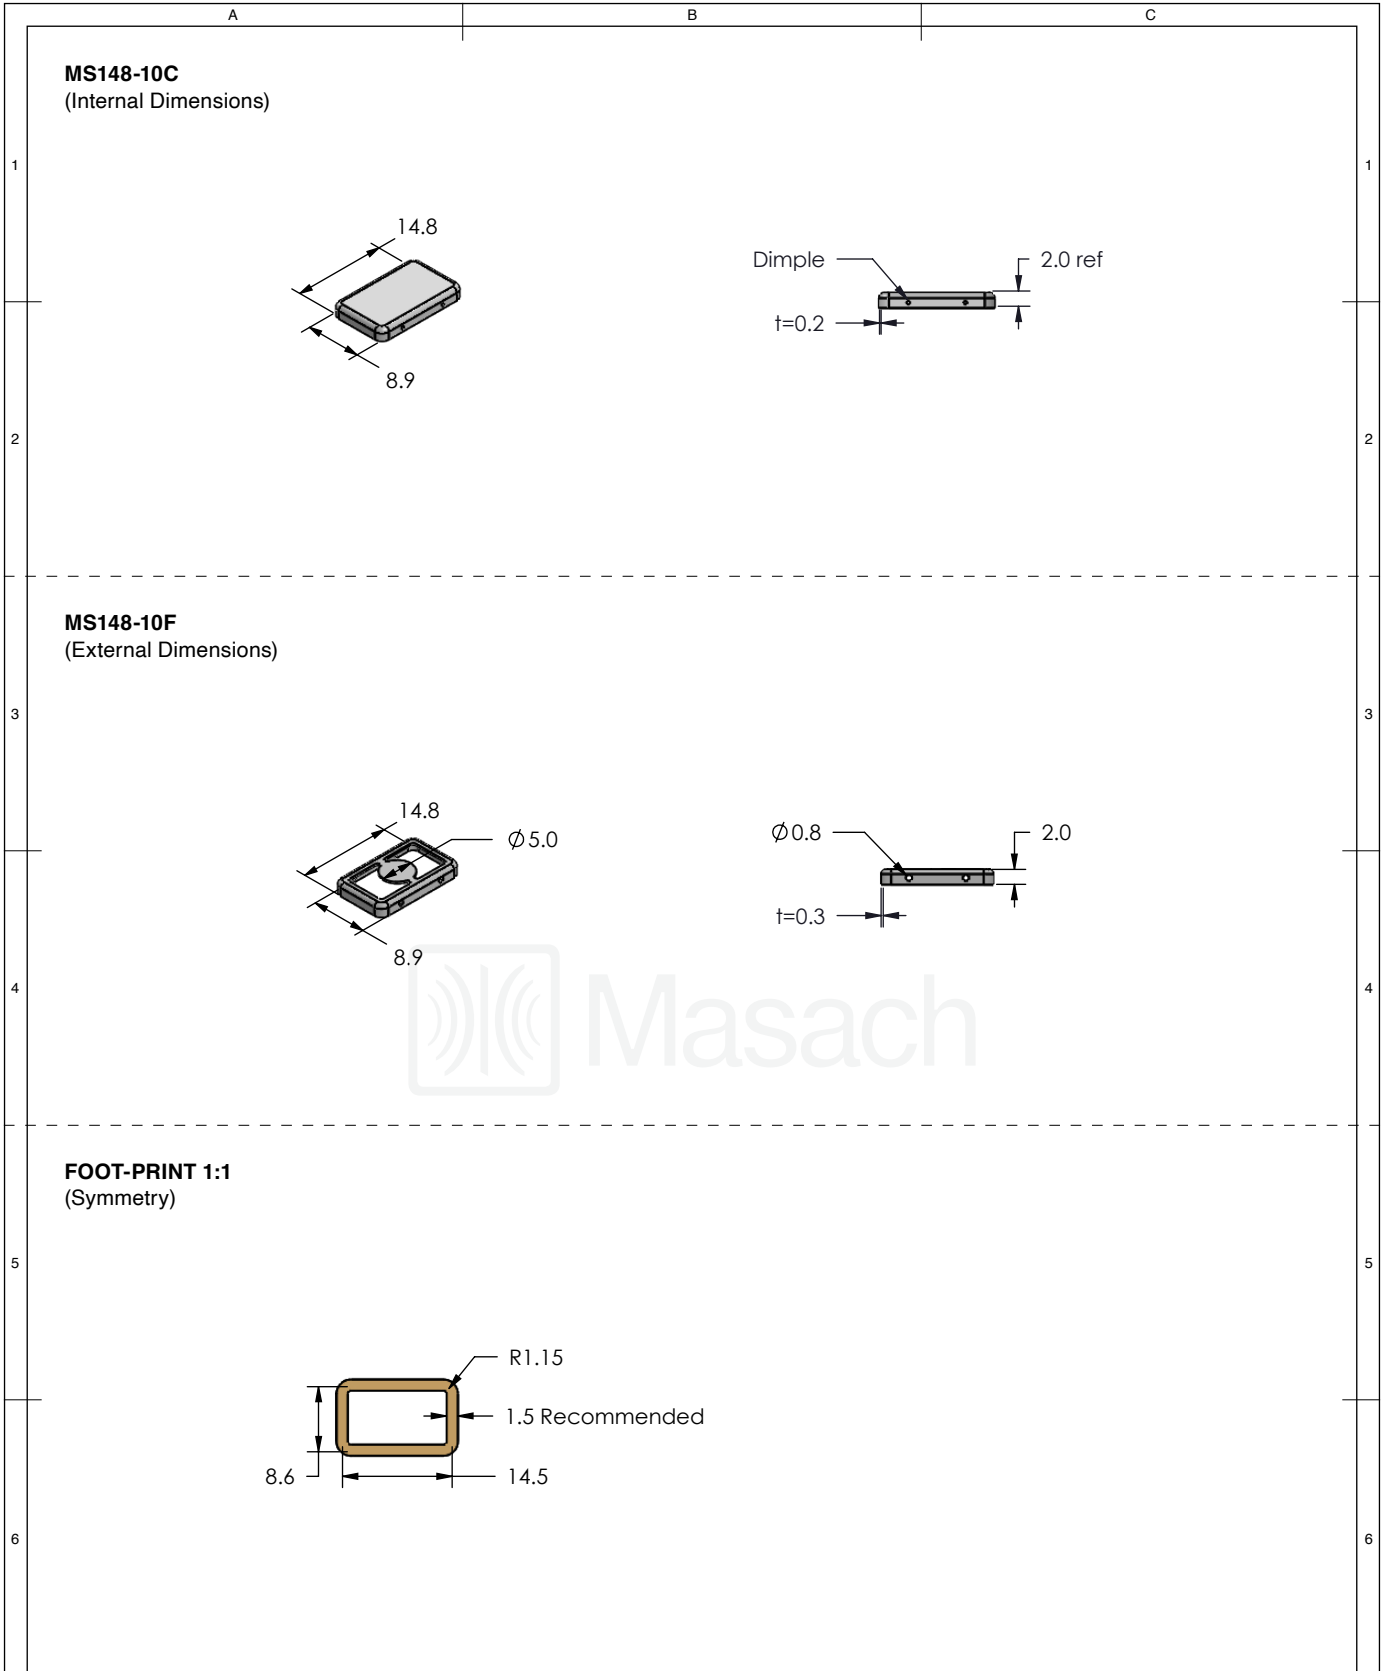 A B C
MS148-10C
(Internal Dimensions)
1 1
14.8
Dimple 2.0 ref
t=0.2
8.9
2 2
MS148-10F
(External Dimensions)
3 3
14.8
Ø5.0 Ø0.8 2.0
t=0.3
8.9
4 4
Masach
FOOT-PRINT 1:1
(Symmetry)
5 5
R1.15
1.5 Recommended
8.6 14.5
6 6